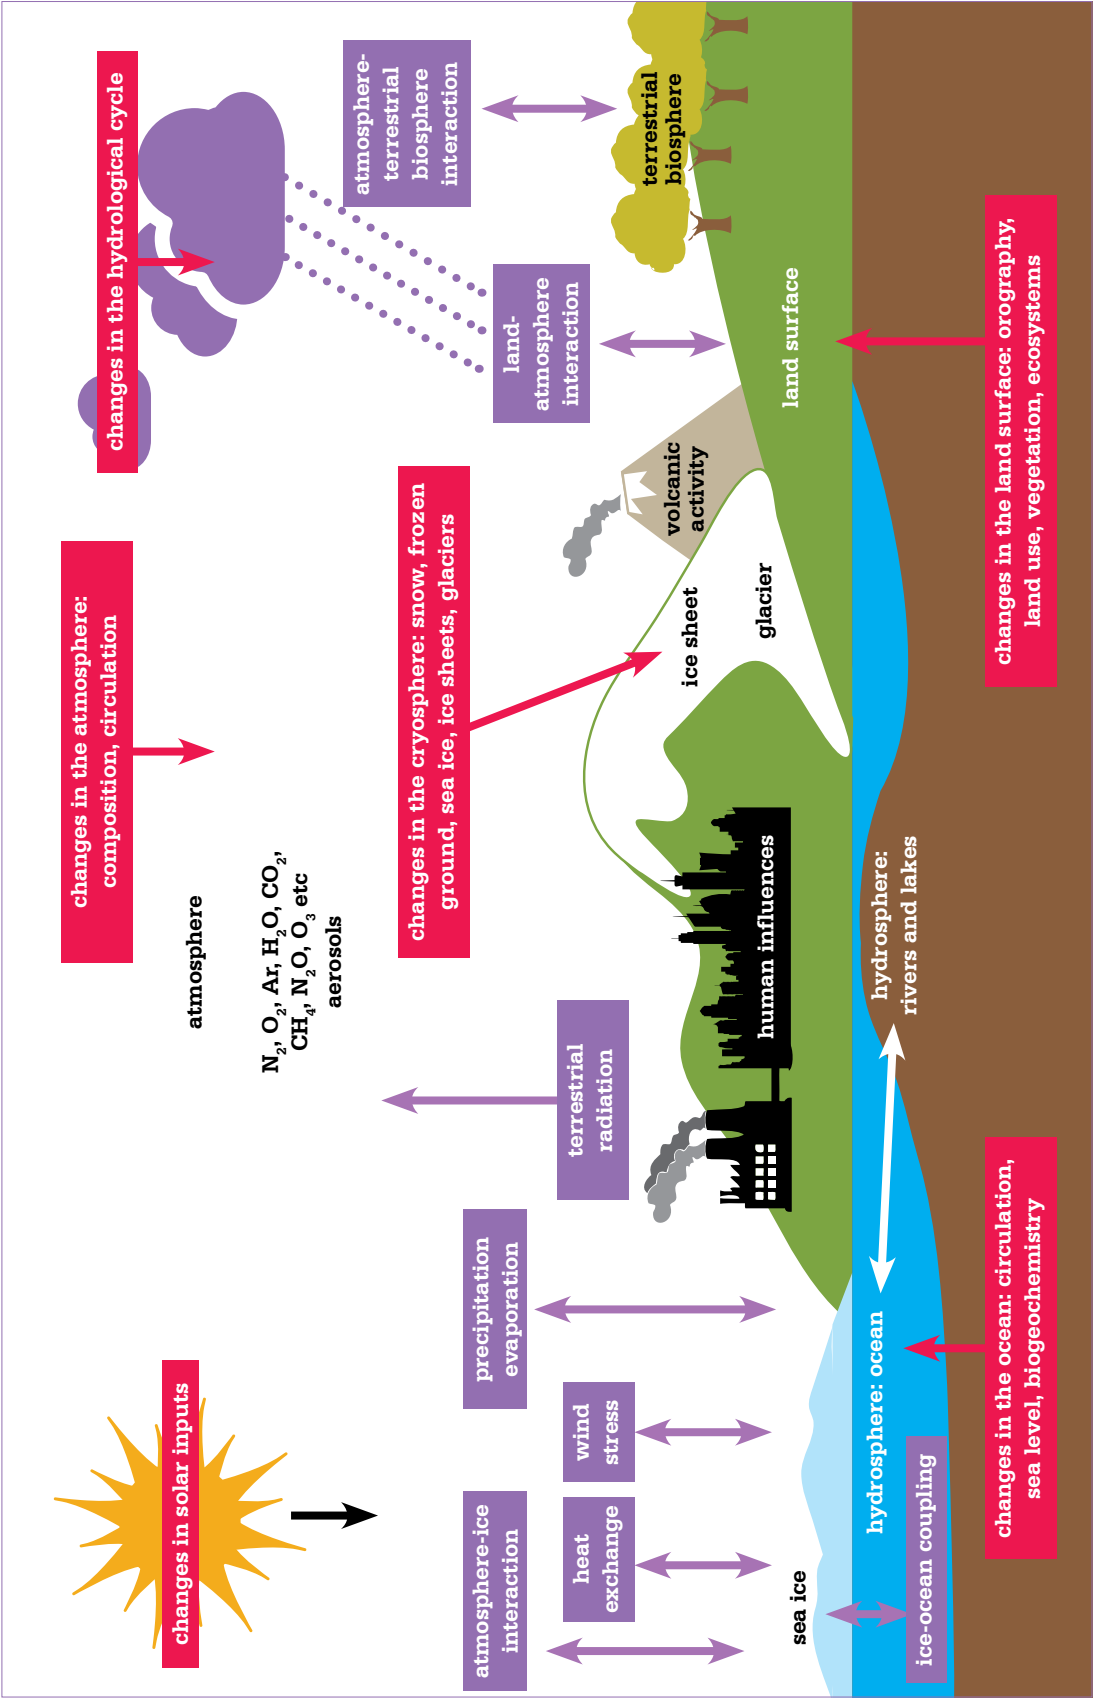 changes in the atmosphere:
composition, circulation
changes in solar inputs
changes in the hydrological cycle
atmosphere
N₂, O₂, Ar, H₂O, CO₂,
CH₄, N₂O, O₃ etc
aerosols
atmosphere-
terrestrial
biosphere
interaction
changes in the cryosphere: snow, frozen
ground, sea ice, ice sheets, glaciers
atmosphere-ice
interaction
precipitation
evaporation
land-
atmosphere
interaction
heat
exchange
wind
stress
terrestrial
radiation
terrestrial
biosphere
volcanic
activity
ice sheet
glacier
human influences
land surface
sea ice
hydrosphere: ocean
hydrosphere:
rivers and lakes
ice-ocean coupling
changes in the ocean: circulation,
sea level, biogeochemistry
changes in the land surface: orography,
land use, vegetation, ecosystems